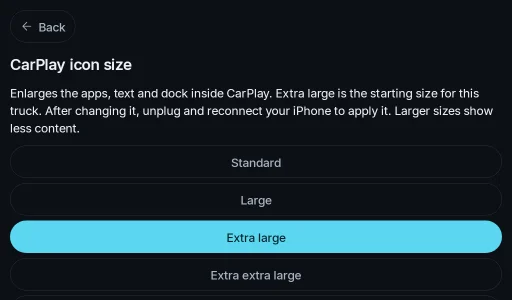 Back
CarPlay icon size
Enlarges the apps, text and dock inside CarPlay. Extra large is the starting size for this
truck. After changing it, unplug and reconnect your iPhone to apply it. Larger sizes show
less content.
Standard
Large
Extra large
Extra extra large